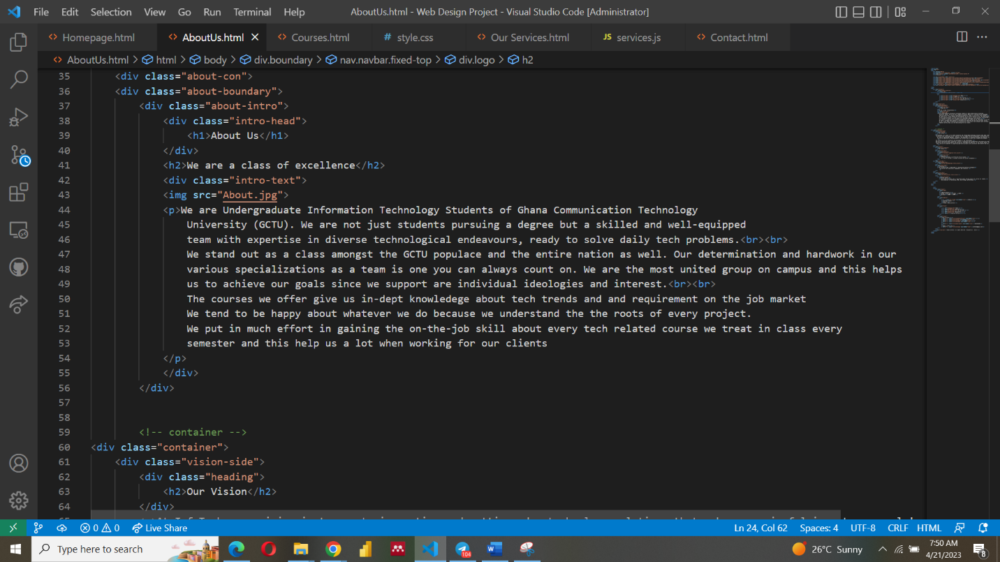 File Edit Selection View Go Run Terminal Help AboutUs.html - Web Design Project - Visual Studio Code [Administrator]
Homepage.html AboutUs.html Courses.html # style.css Our Services.html JS services.js Contact.html
AboutUs.html > html > body > div.boundary > nav.navbar.fixed-top > div.logo > h2
35 <div class="about-con">
36 <div class="about-boundary">
37 <div class="about-intro">
38 <div class="intro-head">
39 <h1>About Us</h1>
40 </div>
41 <h2>We are a class of excellence</h2>
42 <div class="intro-text">
43 <img src="About.jpg">
44 <p>We are Undergraduate Information Technology Students of Ghana Communication Technology
45 University (GCTU). We are not just students pursuing a degree but a skilled and well-equipped
46 team with expertise in diverse technological endeavours, ready to solve daily tech problems.<br><br>
47 We stand out as a class amongst the GCTU populace and the entire nation as well. Our determination and hardwork in our
48 various specializations as a team is one you can always count on. We are the most united group on campus and this helps
49 us to achieve our goals since we support are individual ideologies and interest.<br><br>
50 The courses we offer give us in-dept knowledege about tech trends and and requirement on the job market
51 We tend to be happy about whatever we do because we understand the the roots of every project.
52 We put in much effort in gaining the on-the-job skill about every tech related course we treat in class every
53 semester and this help us a lot when working for our clients
54 </p>
55 </div>
56 </div>
57
58
59 <!-- container -->
60 <div class="container">
61 <div class="vision-side">
62 <div class="heading">
63 <h2>Our Vision</h2>
64 </div>
0 0 Live Share Ln 24, Col 62 Spaces: 4 UTF-8 CRLF HTML
Type here to search 104 26°C Sunny 7:50 AM
4/21/2023 8